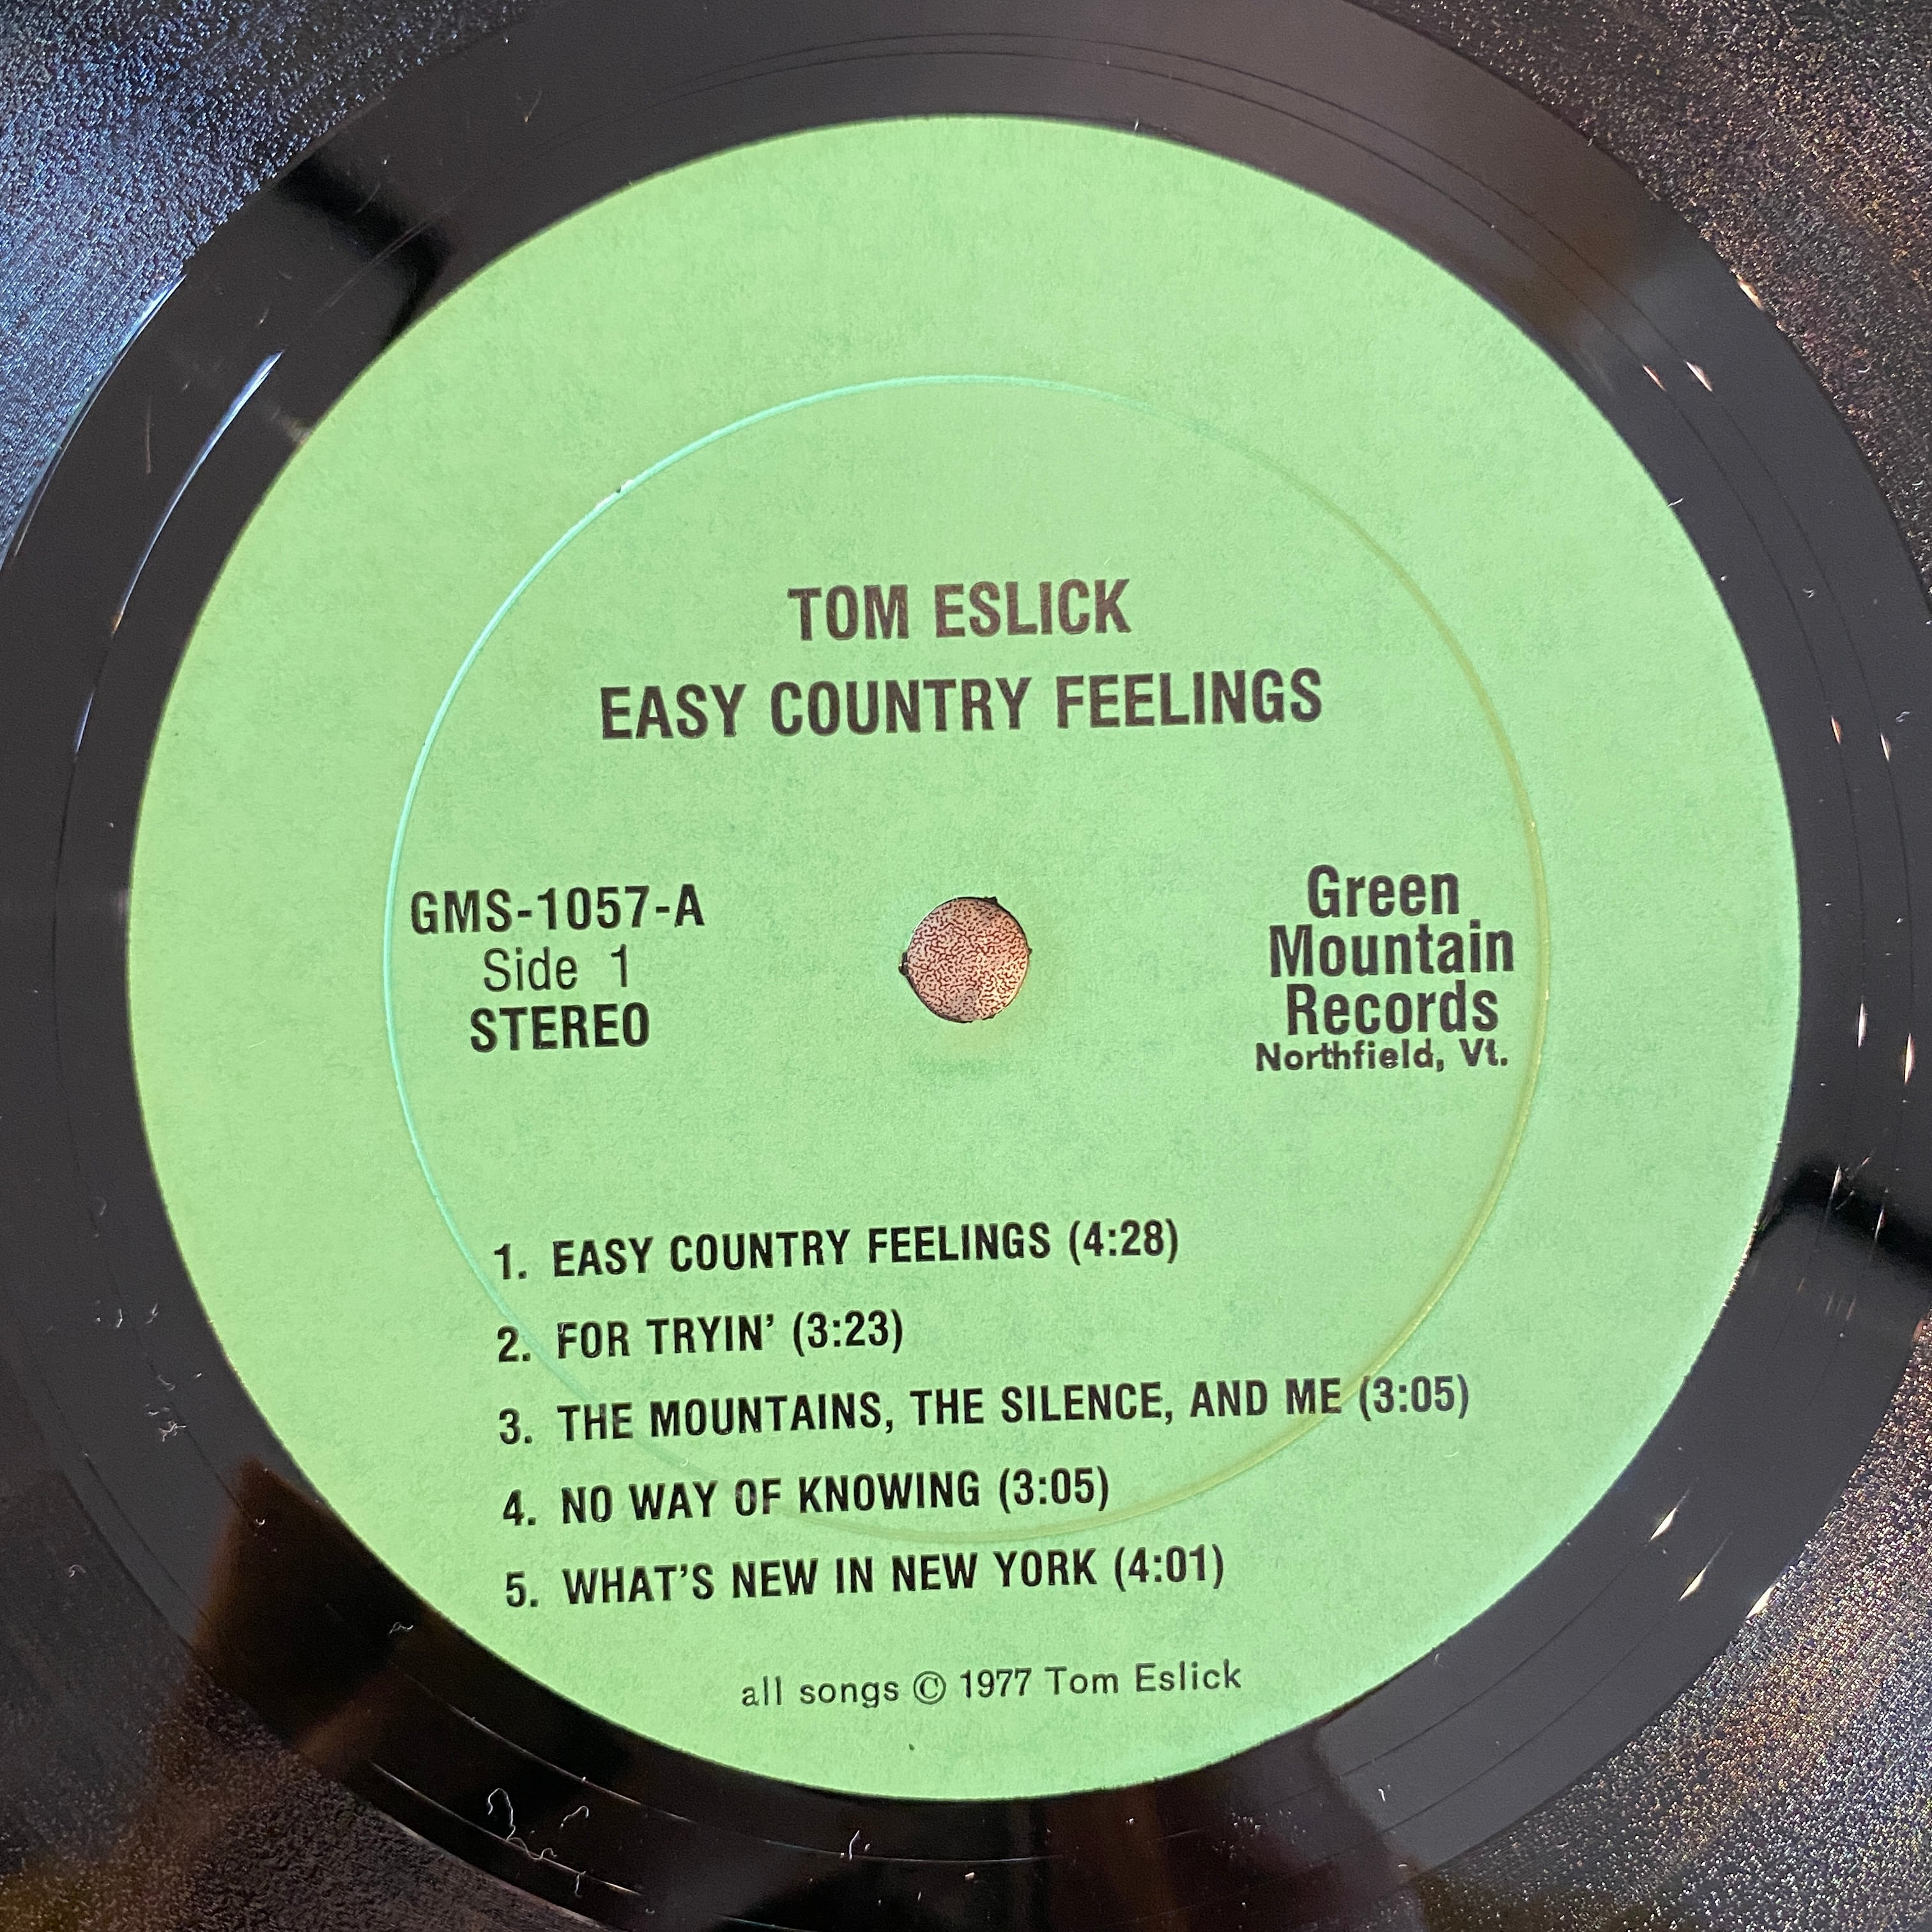 TOM ESLICK
EASY COUNTRY FEELINGS
GMS-1057-A
Side 1
STEREO
Green
Mountain
Records
Northfield, Vt.
1. EASY COUNTRY FEELINGS (4:28)
2. FOR TRYIN' (3:23)
3. THE MOUNTAINS, THE SILENCE, AND ME (3:05)
4. NO WAY OF KNOWING (3:05)
5. WHAT'S NEW IN NEW YORK (4:01)
all songs © 1977 Tom Eslick